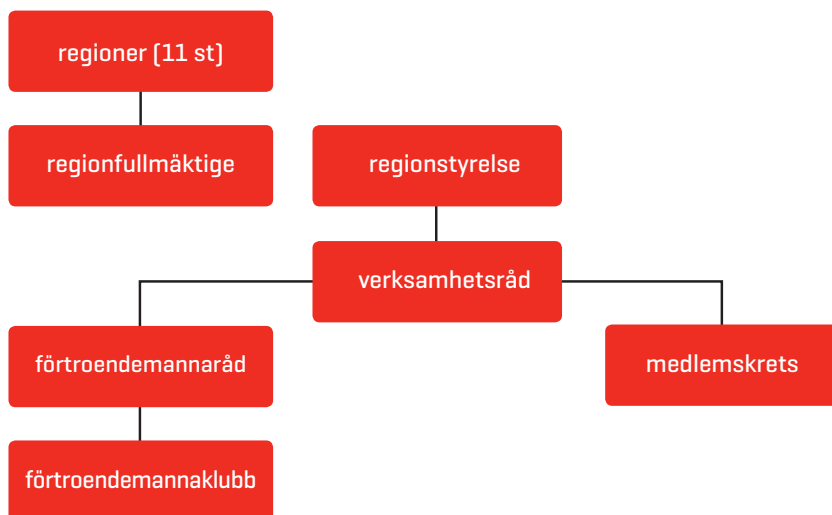 regioner (11 st)
regionfullmäktige
regionstyrelse
verksamhetsråd
förtroendemannaråd
medlemskrets
förtroendemannaklubb